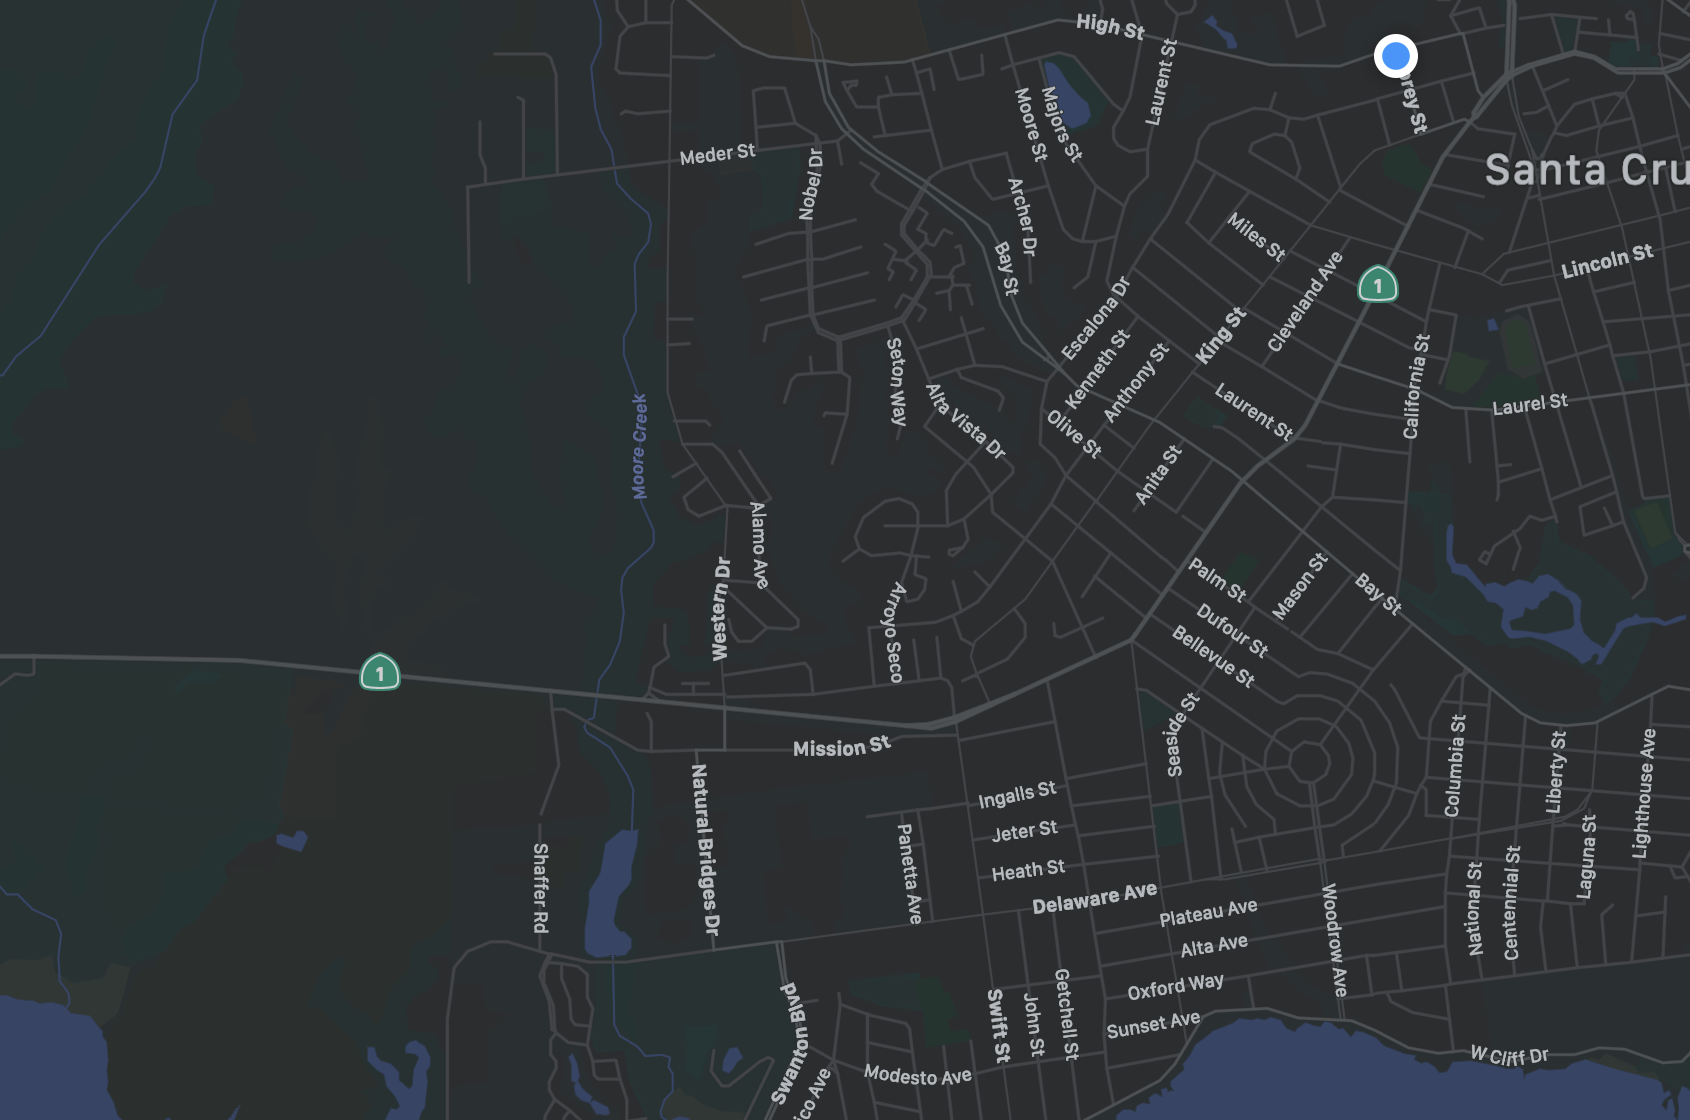 High St
Laurent St
rey St
Moore St
Majors St
Meder St
Nobel Dr
Santa Cru
Archer Dr
Miles St
Bay St
Lincoln St
Cleveland Ave
1
Escalona Dr
King St
Kenneth St
Anthony St
Seton Way
California St
Alta Vista Dr
Laurent St
Laurel St
Olive St
Moore Creek
Anita St
Alamo Ave
Western Dr
Palm St
Mason St
Bay St
Arroyo Seco
Dufour St
Bellevue St
1
Seaside St
Mission St
Columbia St
Liberty St
Lighthouse Ave
Ingalls St
Natural Bridges Dr
Jeter St
Panetta Ave
Laguna St
Shaffer Rd
Heath St
Delaware Ave
Plateau Ave
Woodrow Ave
National St
Centennial St
Alta Ave
Oxford Way
Swanton Blvd
Swift St
John St
Getchell St
Sunset Ave
W Cliff Dr
Modesto Ave
ico Ave